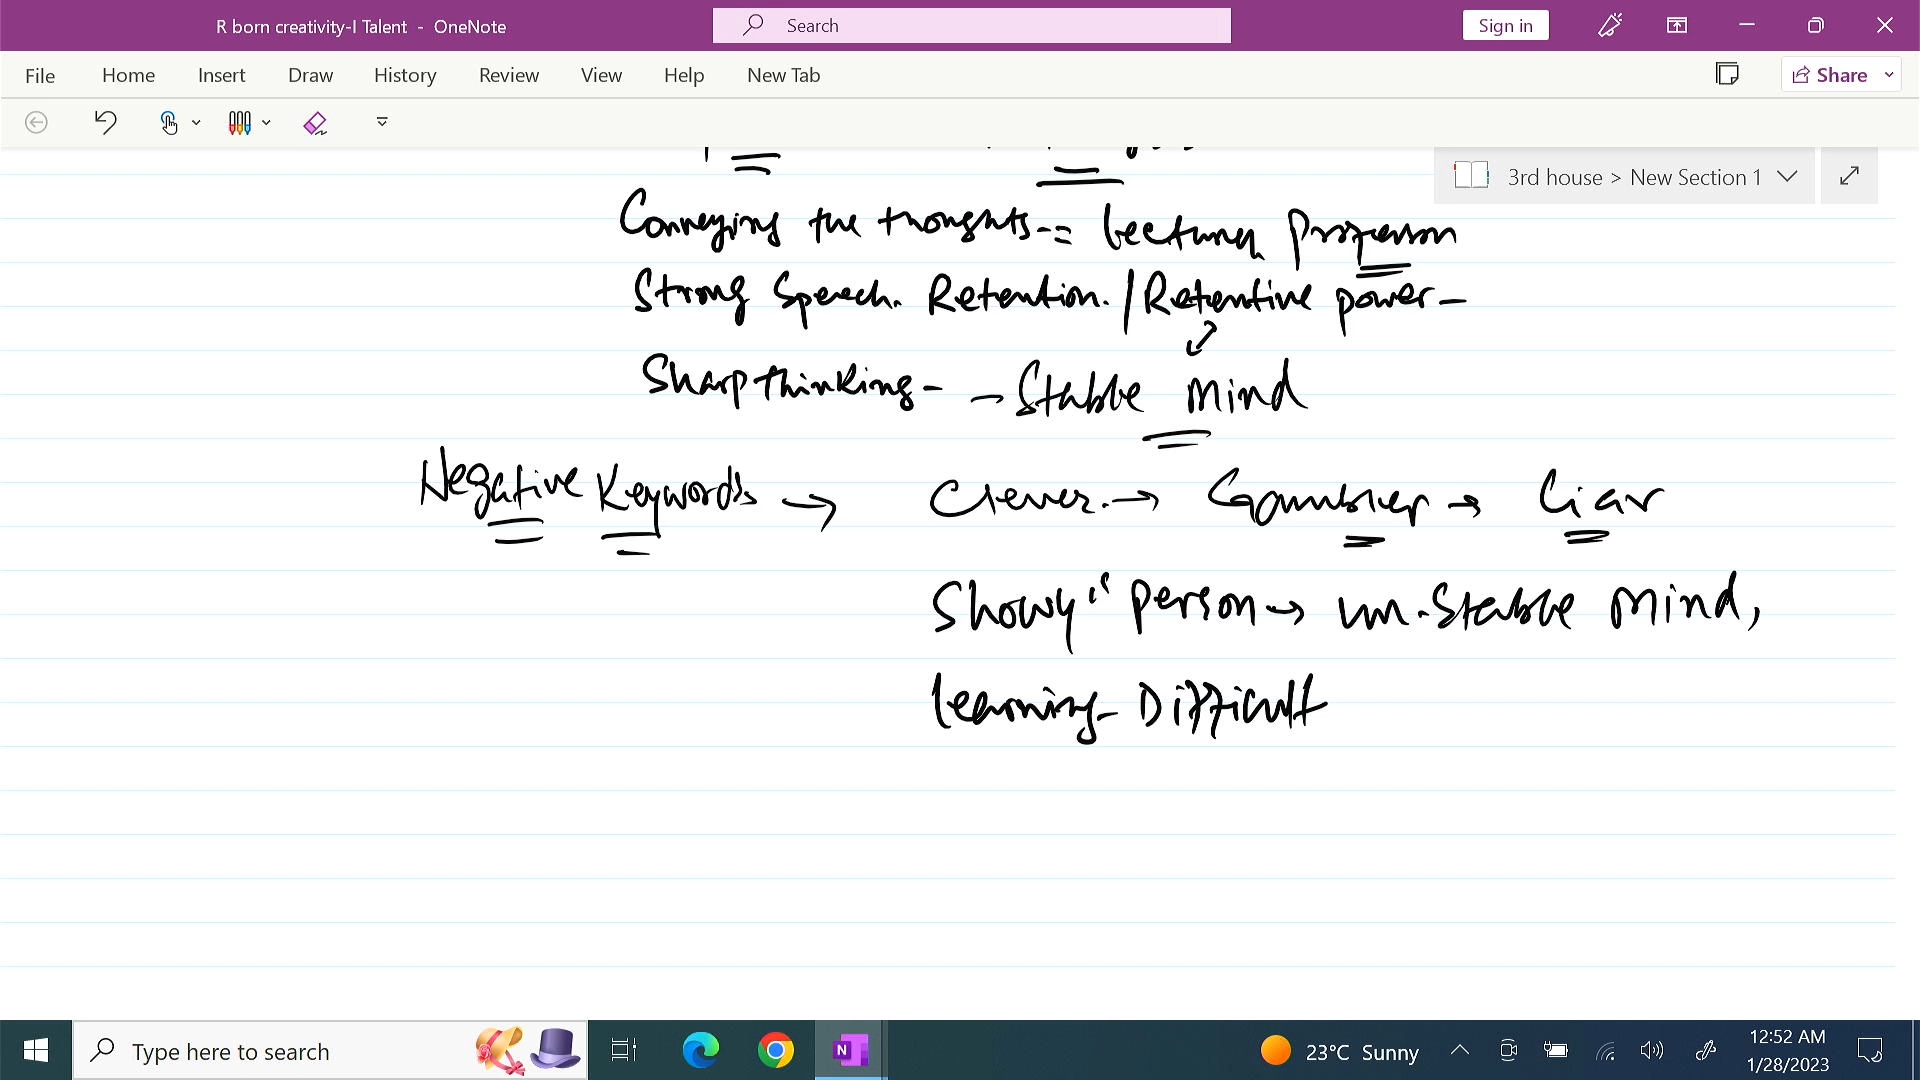 R born creativity-I Talent - OneNote
Search
Sign in
File Home Insert Draw History Review View Help New Tab
Share
3rd house > New Section 1
Conveying the thoughts-= Lecturer, Professor
Strong Speech. Retention. / Retentive power-
Sharp thinking- - Stable Mind
Negative Keywords → Clever. → Gambler → Liar
Showy" person → un-Stable Mind,
learning- Difficult
Type here to search
N
23°C Sunny
12:52 AM
1/28/2023